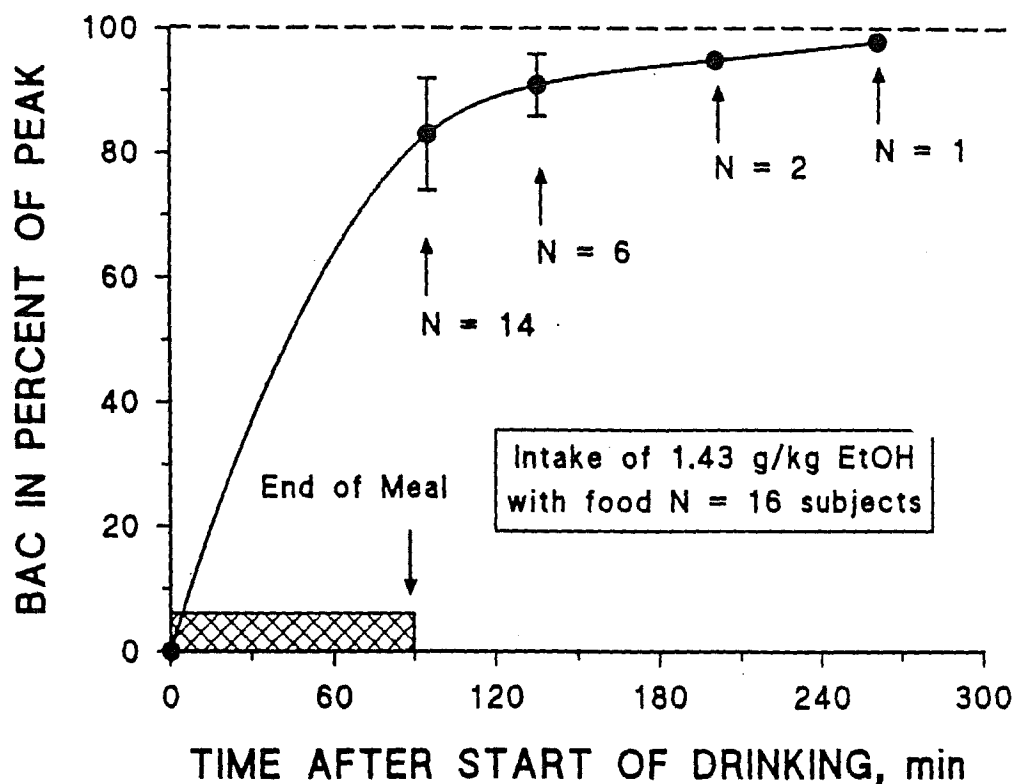 BAC IN PERCENT OF PEAK
100
80
60
40
20
0
N = 14
N = 6
N = 2
N = 1
End of Meal
Intake of 1.43 g/kg EtOH
with food N = 16 subjects
0 60 120 180 240 300
TIME AFTER START OF DRINKING, min